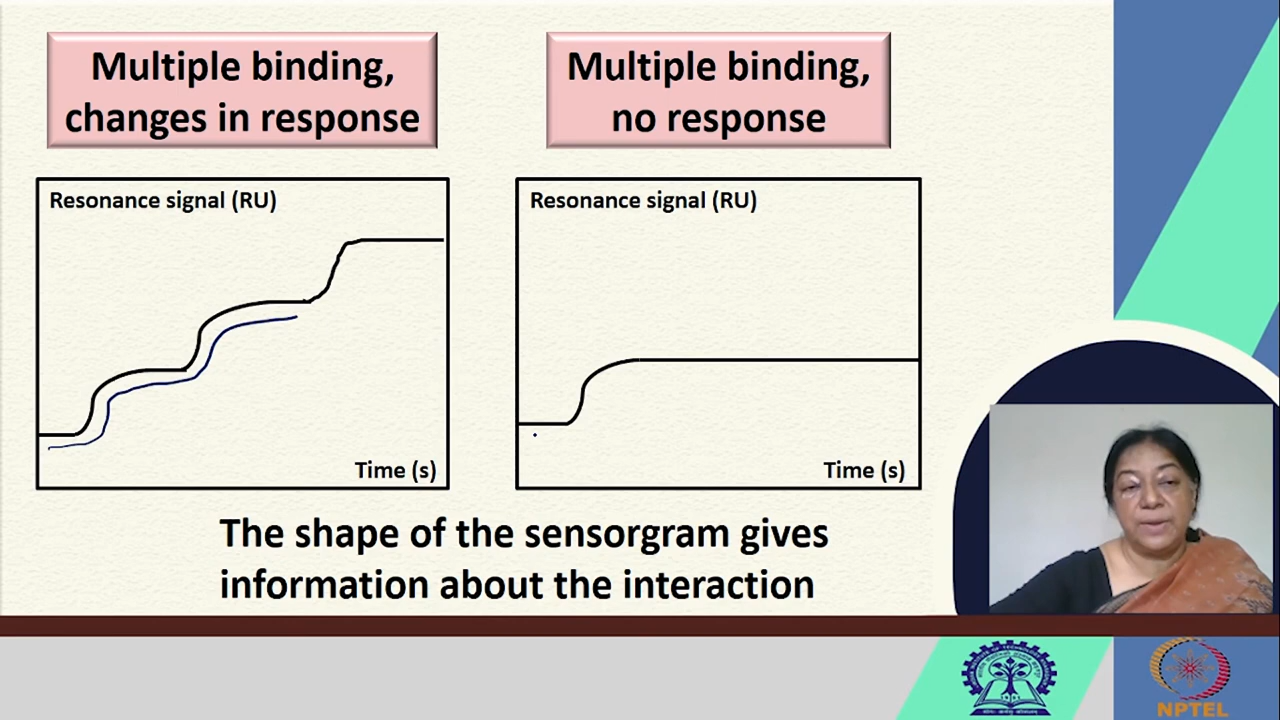 Multiple binding,
changes in response
Multiple binding,
no response
Resonance signal (RU)
Time (s)
Resonance signal (RU)
Time (s)
The shape of the sensorgram gives
information about the interaction
NPTEL